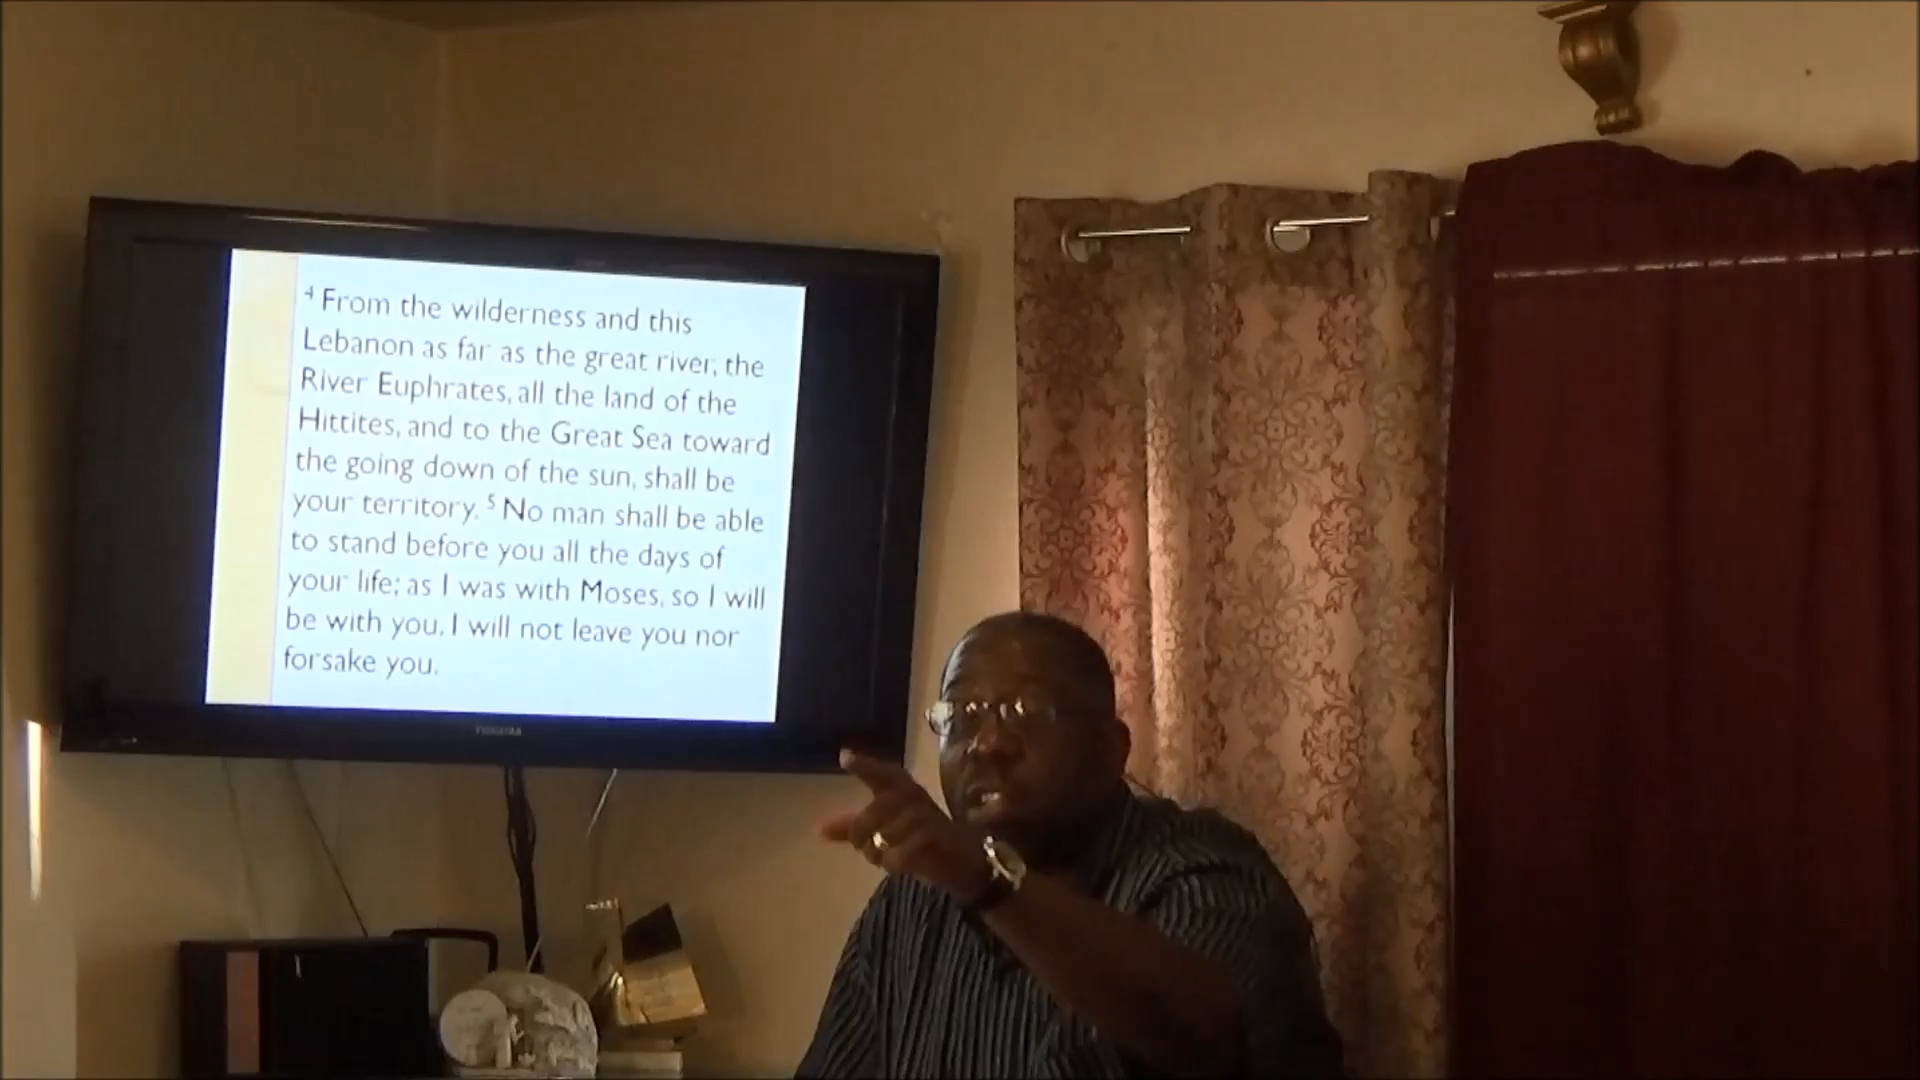 ⁴ From the wilderness and this
Lebanon as far as the great river, the
River Euphrates, all the land of the
Hittites, and to the Great Sea toward
the going down of the sun, shall be
your territory. ⁵ No man shall be able
to stand before you all the days of
your life; as I was with Moses, so I will
be with you. I will not leave you nor
forsake you.